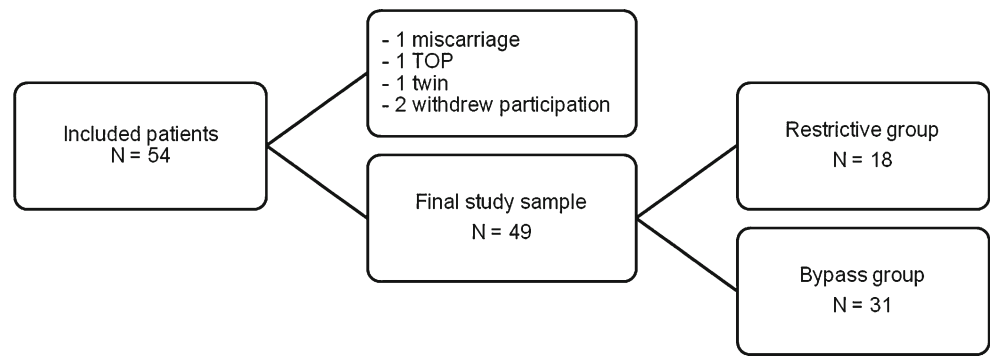 Included patients
N = 54
- 1 miscarriage
- 1 TOP
- 1 twin
- 2 withdrew participation
Final study sample
N = 49
Restrictive group
N = 18
Bypass group
N = 31